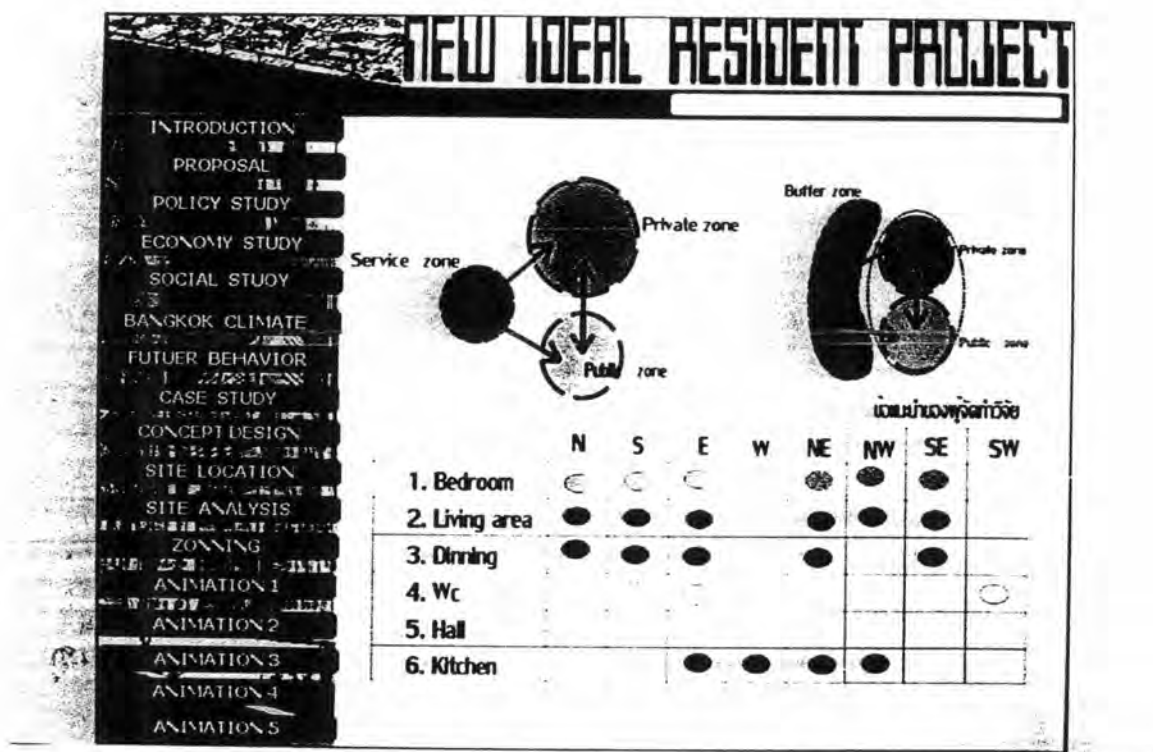 NEW IDEAL RESIDENT PROJECT
INTRODUCTION
PROPOSAL
POLICY STUDY
ECONOMY STUDY
SOCIAL STUDY
BANGKOK CLIMATE
FUTUER BEHAVIOR
CASE STUDY
CONCEPT DESIGN
SITE LOCATION
SITE ANALYSIS
ZONNING
ANIMATION 1
ANIMATION 2
ANIMATION 3
ANIMATION 4
ANIMATION 5
Service zone
Private zone
Public zone
Buffer zone
Private zone
Public zone
N S E W NE NW SE SW
1. Bedroom
2. Living area
3. Dinning
4. Wc
5. Hall
6. Kitchen